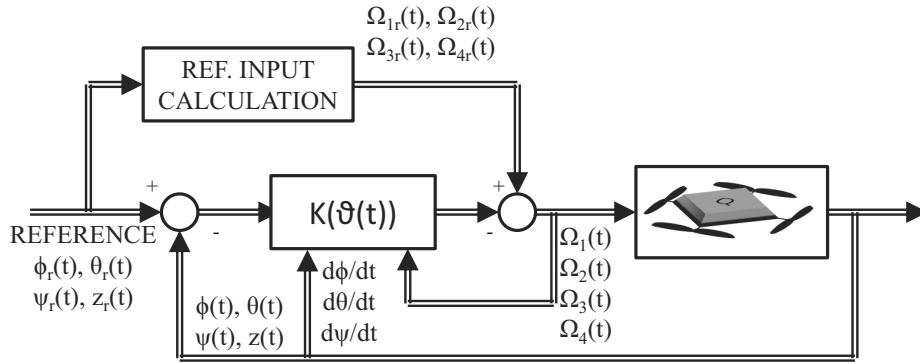 Ω1r(t), Ω2r(t)
Ω3r(t), Ω4r(t)
REF. INPUT
CALCULATION
+
-
K(ϑ(t))
+
-
Q
REFERENCE
ϕr(t), θr(t)
ψr(t), zr(t)
ϕ(t), θ(t)
ψ(t), z(t)
dϕ/dt
dθ/dt
dψ/dt
Ω1(t)
Ω2(t)
Ω3(t)
Ω4(t)